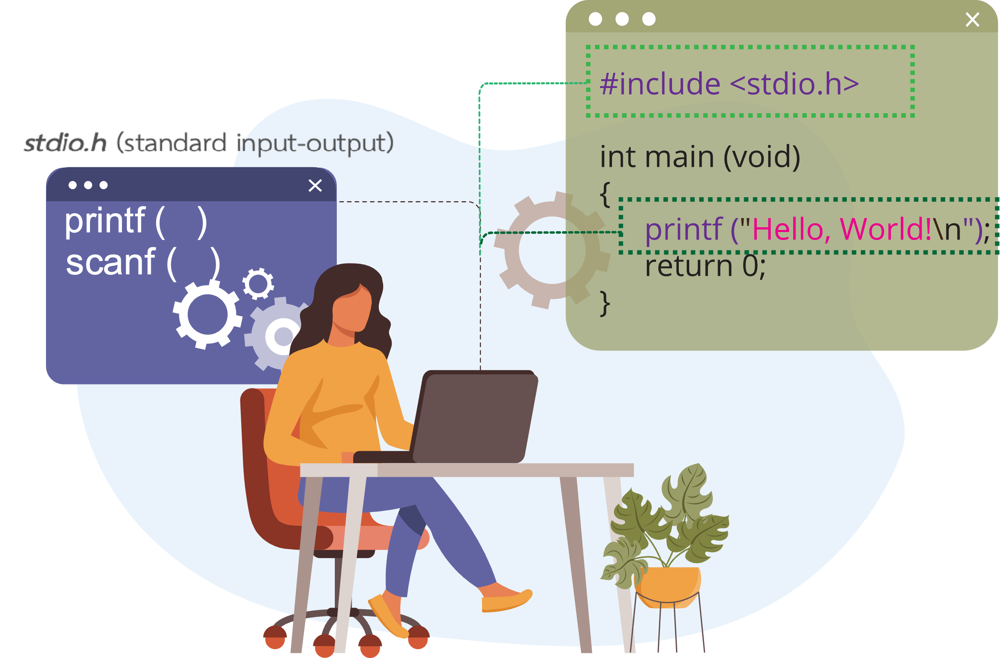 stdio.h (standard input-output)
printf (    )
scanf (    )
#include <stdio.h>
int main (void)
{
printf (""Hello, World!\n"");
return 0;
}